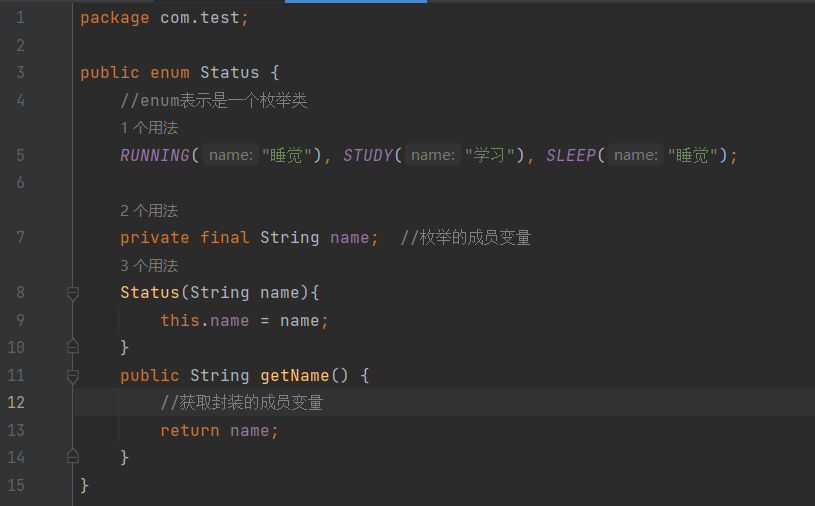 1 package com.test;
2
3 public enum Status {
4 //enum表示是一个枚举类
1 个用法
5 RUNNING( name: "睡觉"), STUDY( name: "学习"), SLEEP( name: "睡觉");
6
2 个用法
7 private final String name; //枚举的成员变量
3 个用法
8 Status(String name){
9 this.name = name;
10 }
11 public String getName() {
12 //获取封装的成员变量
13 return name;
14 }
15 }